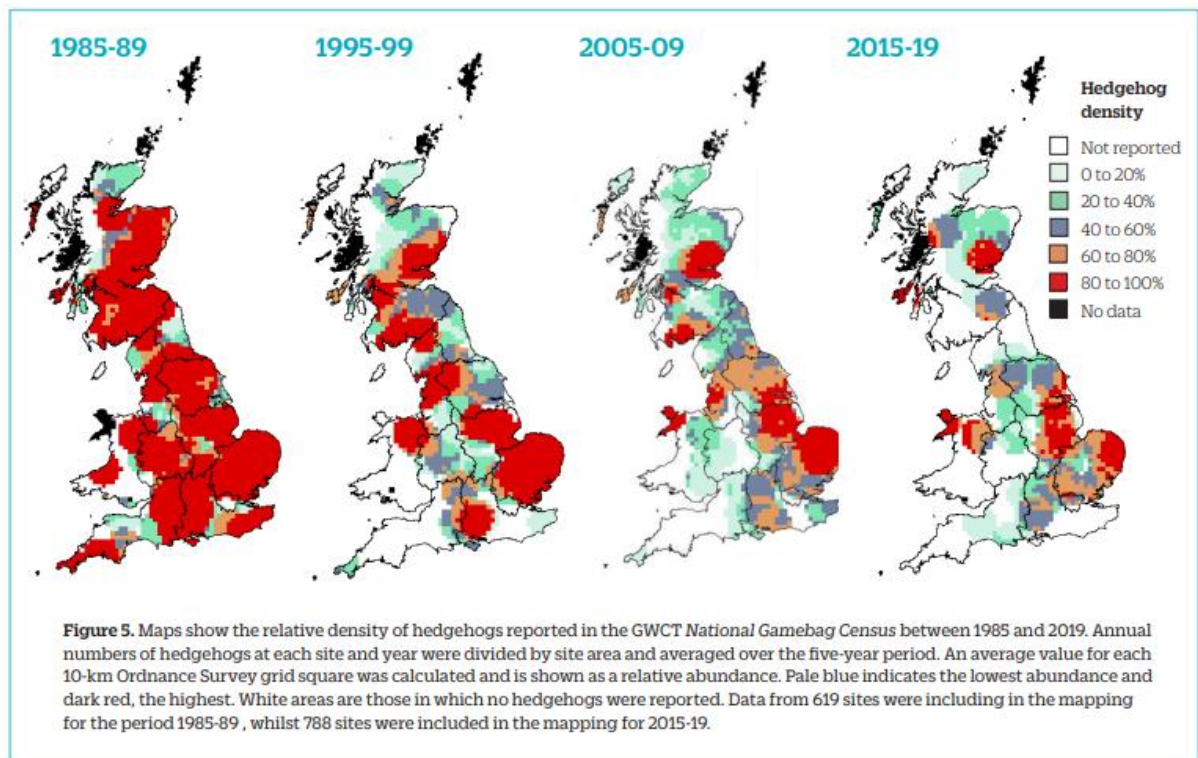 1985-89
1995-99
2005-09
2015-19
Hedgehog
density
Not reported
0 to 20%
20 to 40%
40 to 60%
60 to 80%
80 to 100%
No data
Figure 5. Maps show the relative density of hedgehogs reported in the GWCT National Gamebag Census between 1985 and 2019. Annual
numbers of hedgehogs at each site and year were divided by site area and averaged over the five-year period. An average value for each
10-km Ordnance Survey grid square was calculated and is shown as a relative abundance. Pale blue indicates the lowest abundance and
dark red, the highest. White areas are those in which no hedgehogs were reported. Data from 619 sites were including in the mapping
for the period 1985-89 , whilst 788 sites were included in the mapping for 2015-19.